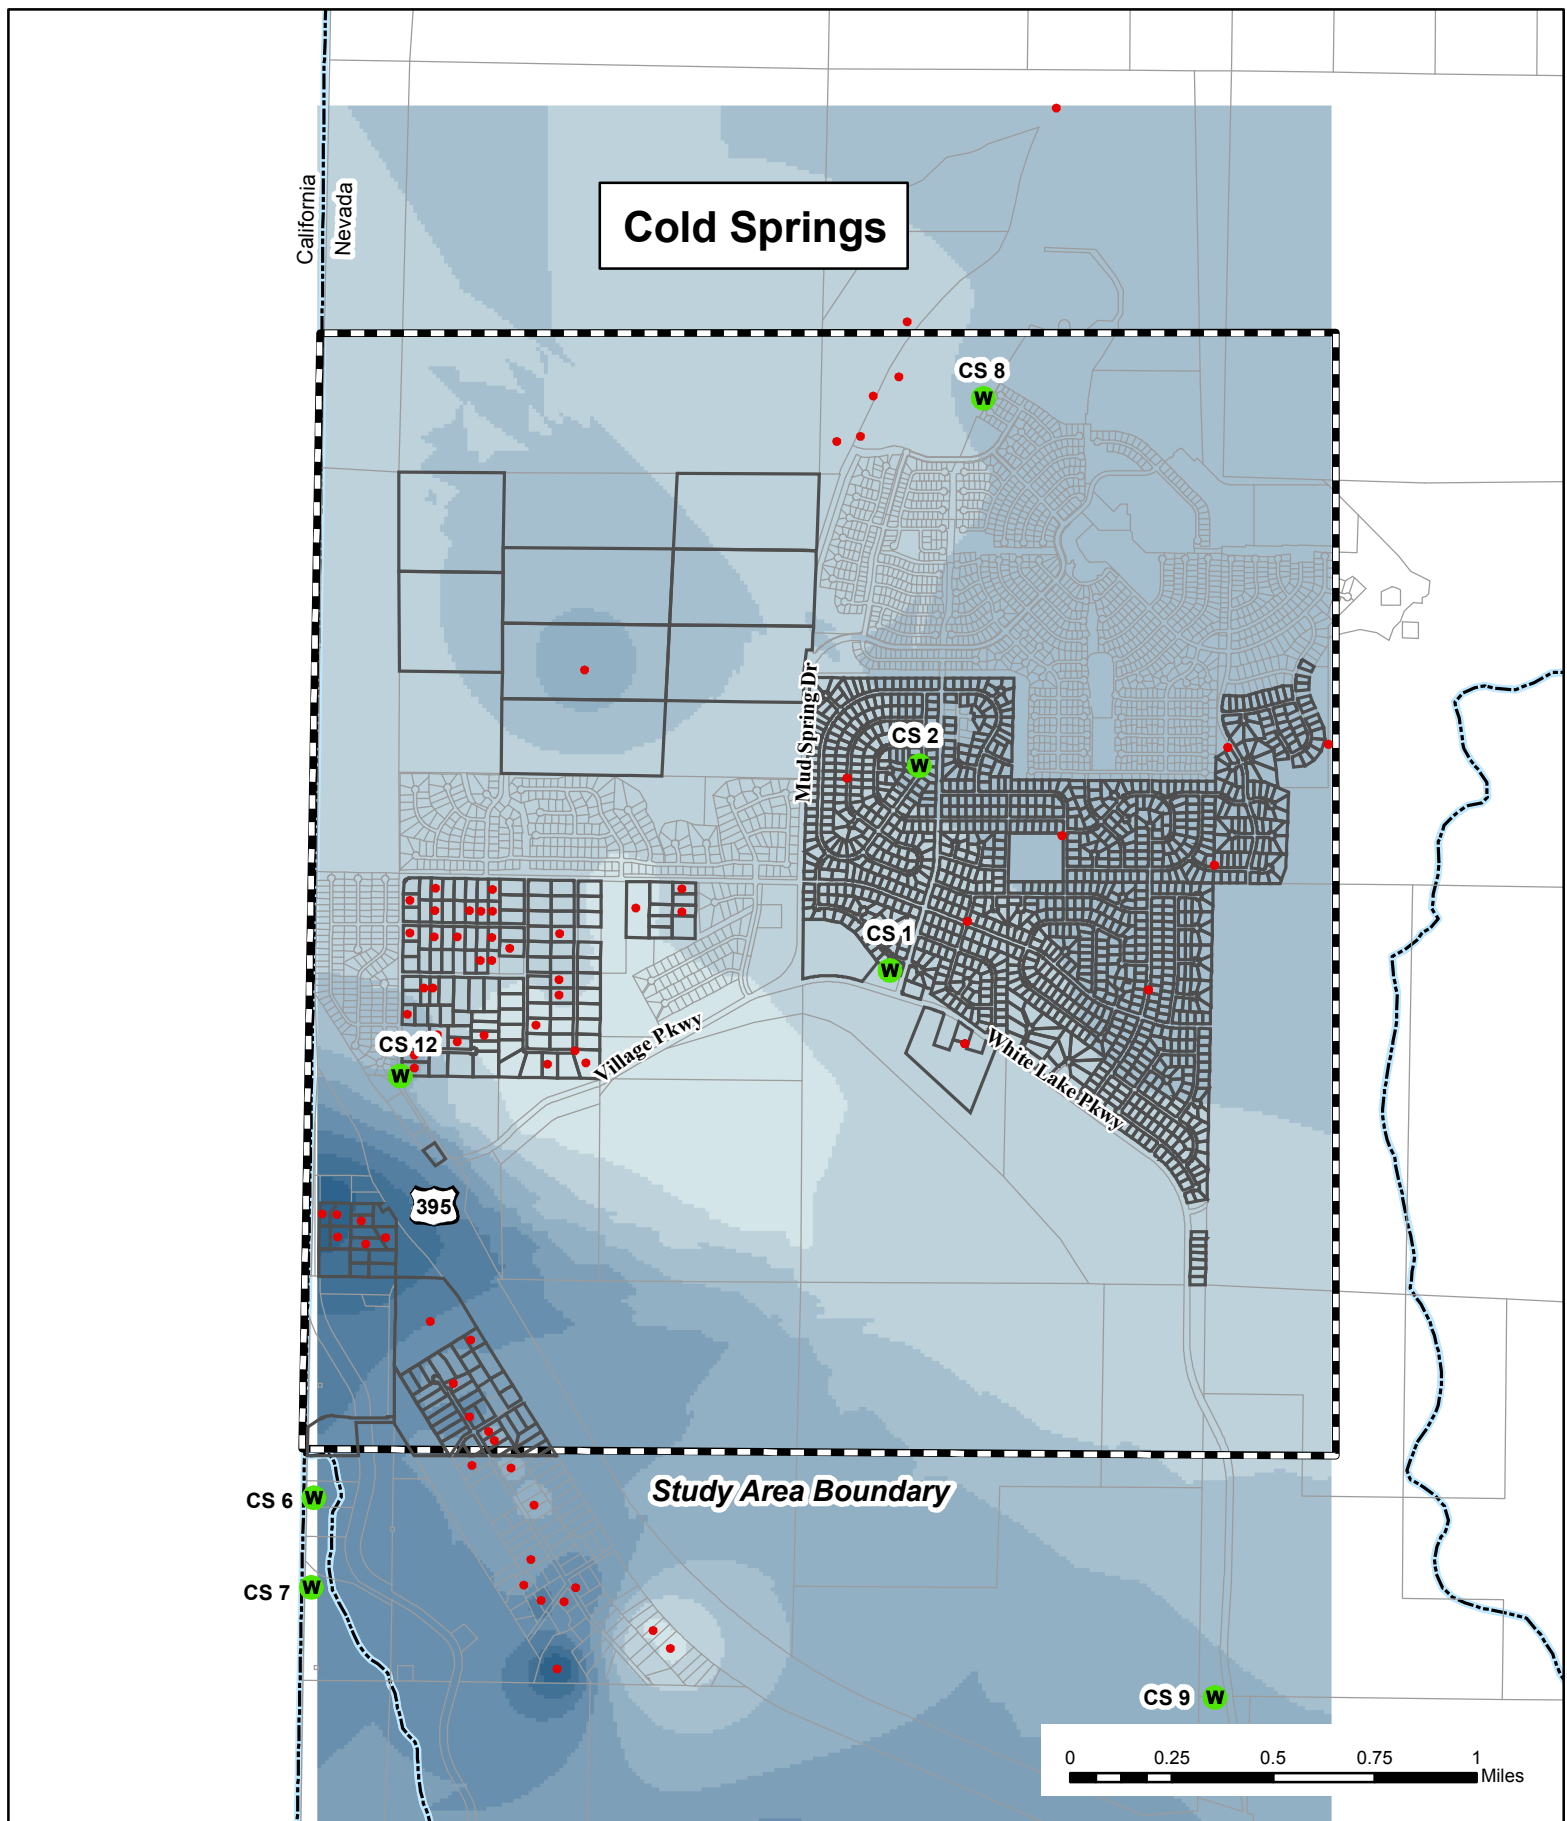 California
Nevada
Cold Springs
CS 8
W
Mud Spring Dr
CS 2
W
CS 1
W
CS 12
W
Village Pkwy
White Lake Pkwy
395
Study Area Boundary
CS 6 W
CS 7 W
CS 9 W
0 0.25 0.5 0.75 1
Miles